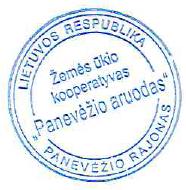 LIETUVOS RESPUBLIKA
Žemės ūkio
kooperatyvas
„Panevėžio aruodas“
PANEVĖŽIO RAJONAS